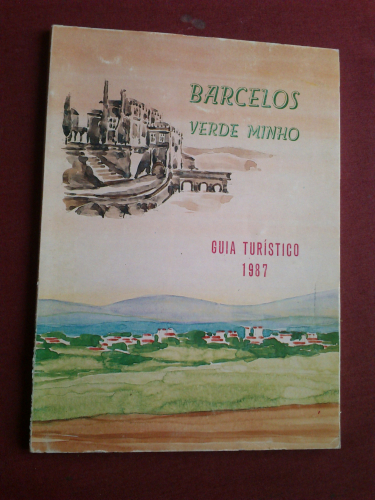 BARCELOS
VERDE MINHO
GUIA TURÍSTICO
1987